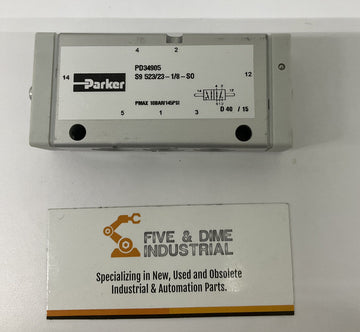 4 2
PD34905
S9 523/23-1/8-SO
14 12
Parker
PMAX 10BAR/145PSI
D 40 / 15
5 1 3
FIVE & DIME
INDUSTRIAL
Specializing in New, Used and Obsolete
Industrial & Automation Parts.